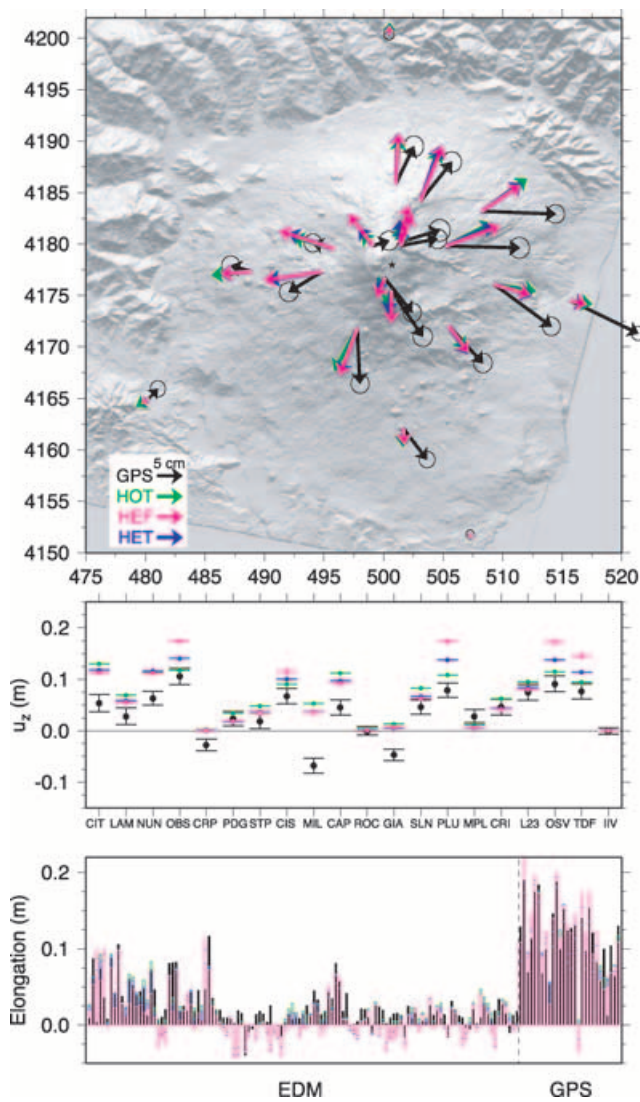 4200
4195
4190
4185
4180
4175
4170
4165
4160
4155
4150
5 cm
GPS
HOT
HEF
HET
475 480 485 490 495 500 505 510 515 520
u_z (m)
0.2
0.1
0.0
-0.1
CIT LAM NUN OBS CRP PDG STP CIS MIL CAP ROC GIA SLN PLU MPL CRI L23 OSV TDF IIV
Elongation (m)
0.2
0.1
0.0
EDM GPS